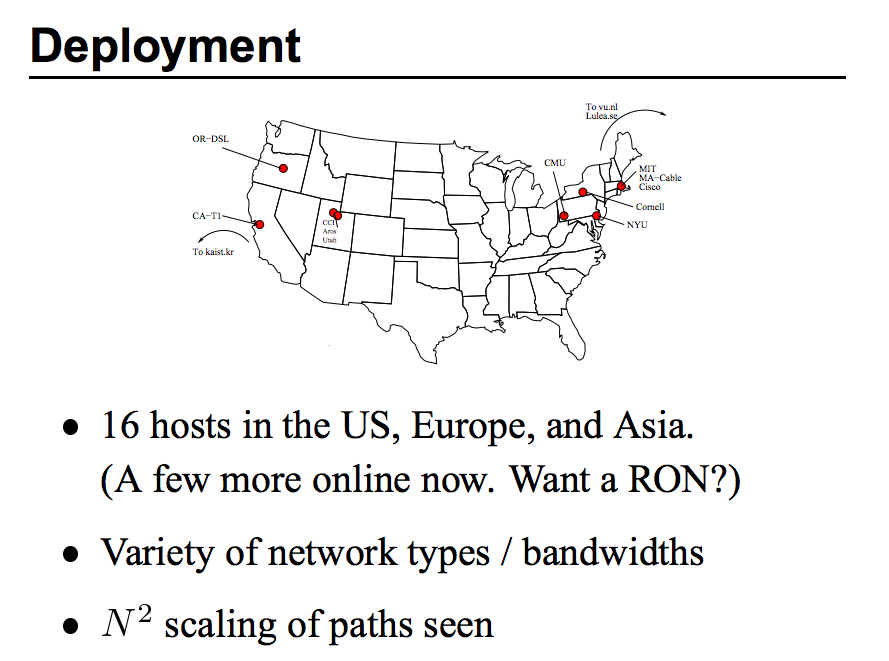 Deployment
To vu.nl
Lulea.se
OR−DSL
CMU
MIT
MA−Cable
Cisco
Cornell
NYU
CA−T1
CCI
Aros
Utah
To kaist.kr
● 16 hosts in the US, Europe, and Asia.
(A few more online now. Want a RON?)
● Variety of network types / bandwidths
● N² scaling of paths seen